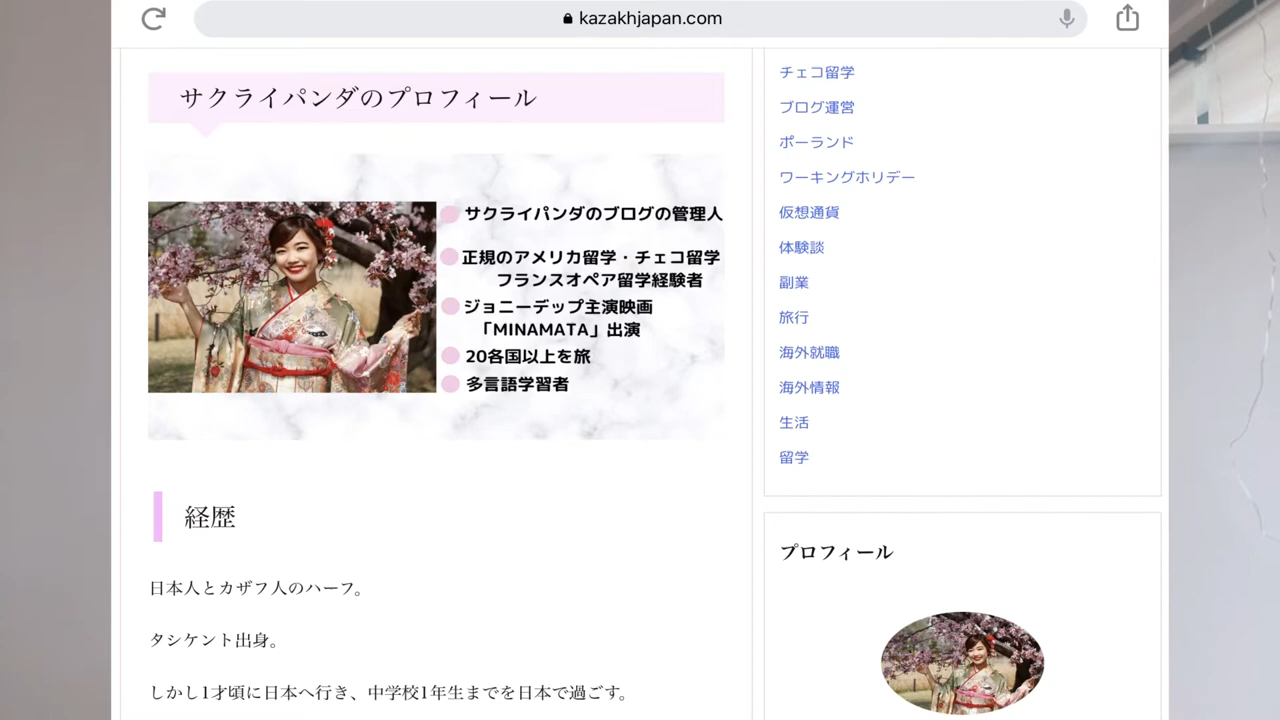 kazakhjapan.com
サクライパンダのプロフィール
サクライパンダのブログの管理人
正規のアメリカ留学・チェコ留学
フランスオペア留学経験者
ジョニーデップ主演映画
「MINAMATA」出演
20各国以上を旅
多言語学習者
経歴
日本人とカザフ人のハーフ。
タシケント出身。
しかし1才頃に日本へ行き、中学校1年生までを日本で過ごす。
チェコ留学
ブログ運営
ポーランド
ワーキングホリデー
仮想通貨
体験談
副業
旅行
海外就職
海外情報
生活
留学
プロフィール